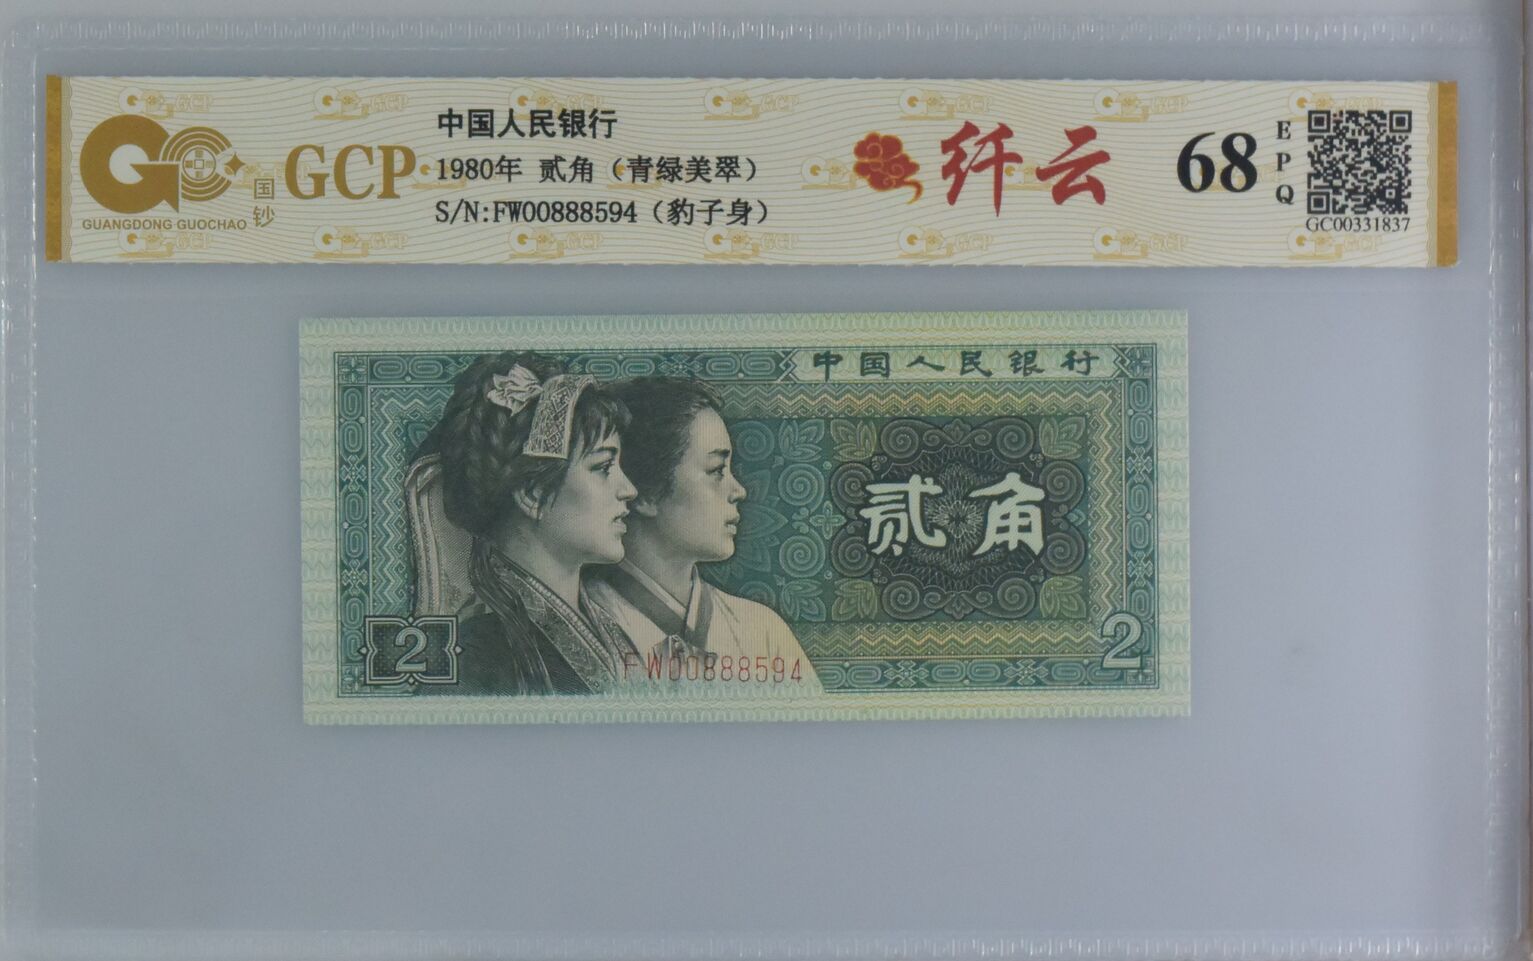 中国人民银行
1980年 贰角（青绿美翠）
S/N:FW00888594（豹子身）
GCP
国钞
GUANGDONG GUOCHAO
纤云
68
EPQ
GC00331837
中国人民银行
贰角
2
2
FW00888594